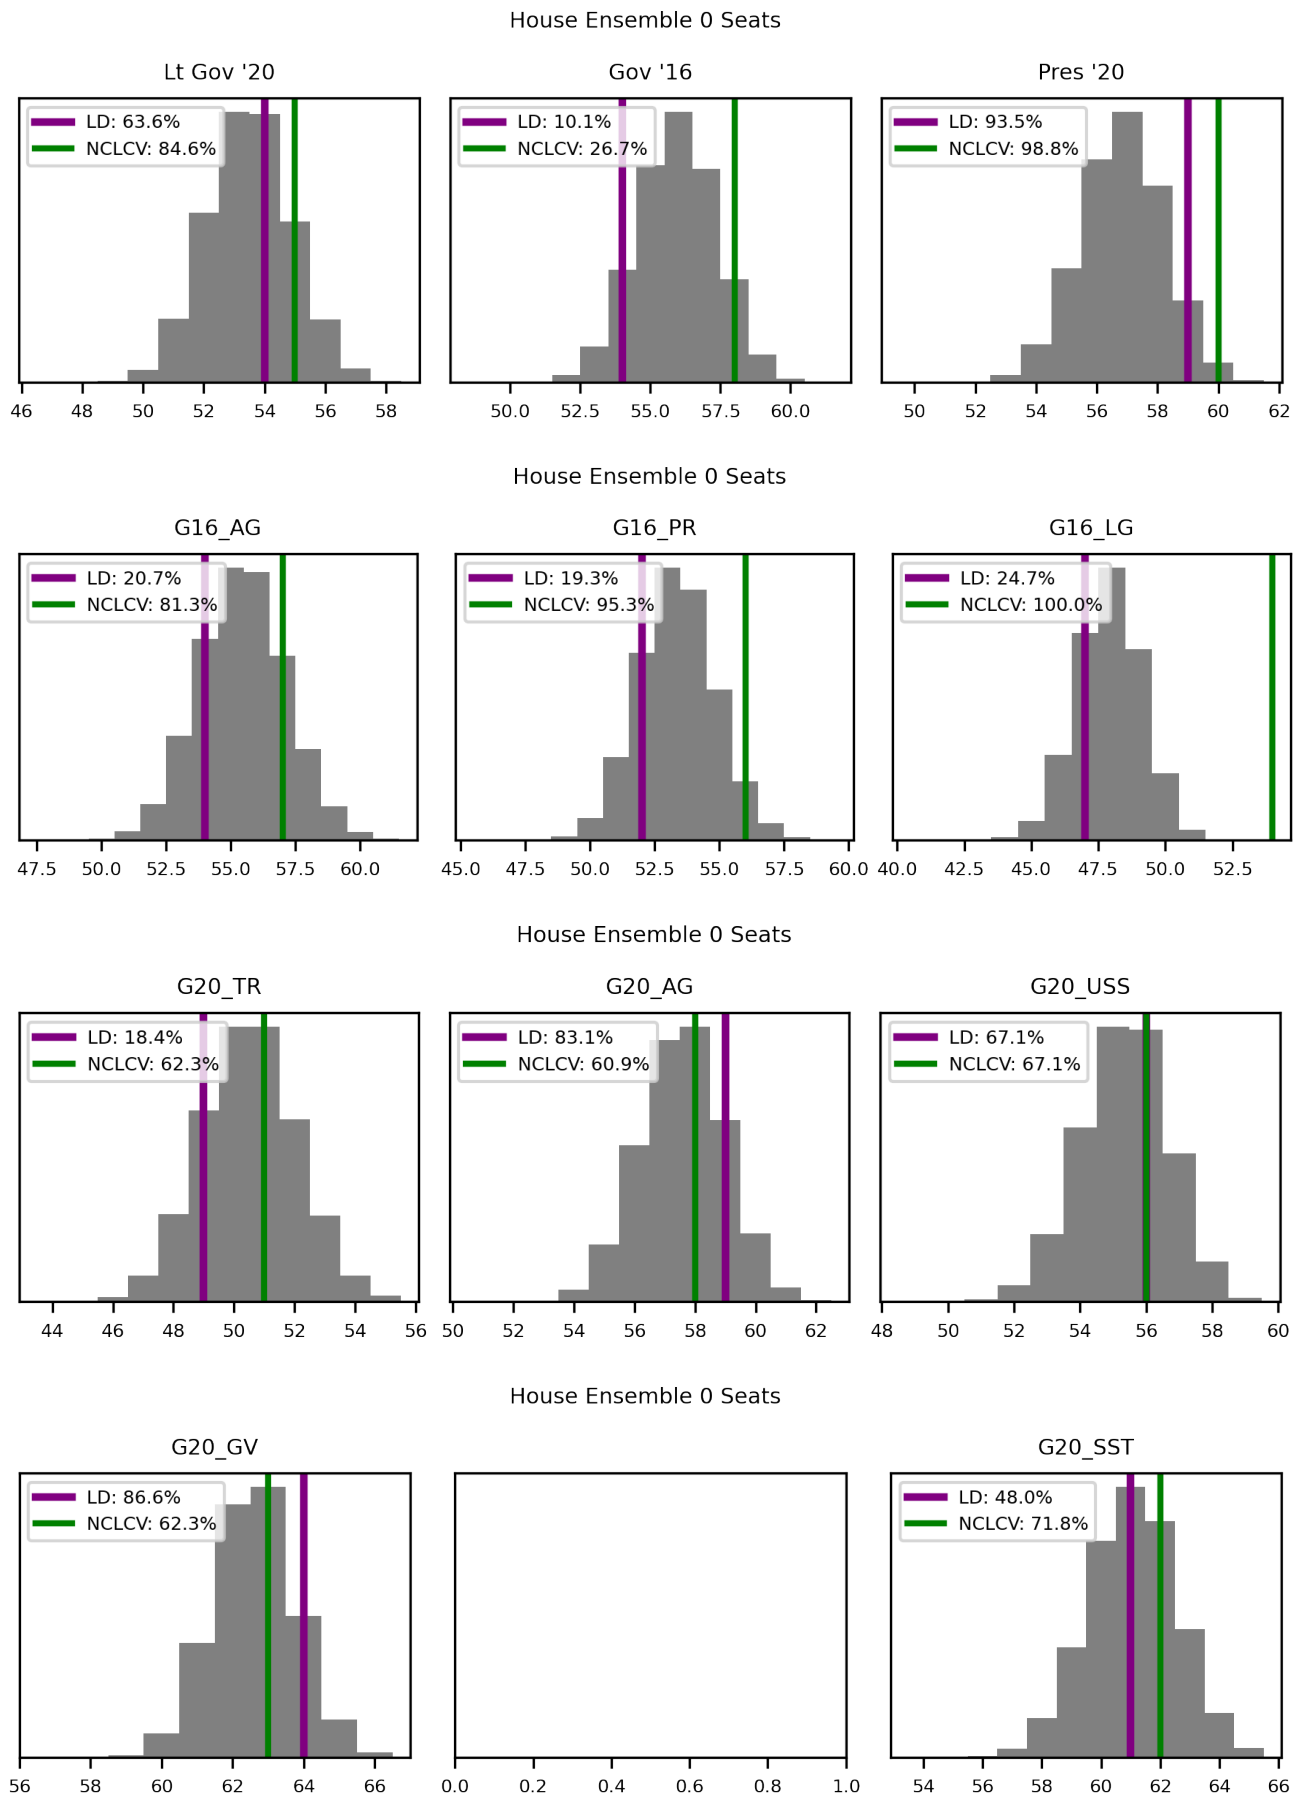 House Ensemble 0 Seats
Lt Gov '20
Gov '16
Pres '20
LD: 63.6%
NCLCV: 84.6%
LD: 10.1%
NCLCV: 26.7%
LD: 93.5%
NCLCV: 98.8%
46 48 50 52 54 56 58
50.0 52.5 55.0 57.5 60.0
50 52 54 56 58 60 62
House Ensemble 0 Seats
G16_AG
G16_PR
G16_LG
LD: 20.7%
NCLCV: 81.3%
LD: 19.3%
NCLCV: 95.3%
LD: 24.7%
NCLCV: 100.0%
47.5 50.0 52.5 55.0 57.5 60.0
45.0 47.5 50.0 52.5 55.0 57.5 60.0
40.0 42.5 45.0 47.5 50.0 52.5
House Ensemble 0 Seats
G20_TR
G20_AG
G20_USS
LD: 18.4%
NCLCV: 62.3%
LD: 83.1%
NCLCV: 60.9%
LD: 67.1%
NCLCV: 67.1%
44 46 48 50 52 54 56
50 52 54 56 58 60 62
48 50 52 54 56 58 60
House Ensemble 0 Seats
G20_GV
G20_SST
LD: 86.6%
NCLCV: 62.3%
LD: 48.0%
NCLCV: 71.8%
56 58 60 62 64 66
0.0 0.2 0.4 0.6 0.8 1.0
54 56 58 60 62 64 66